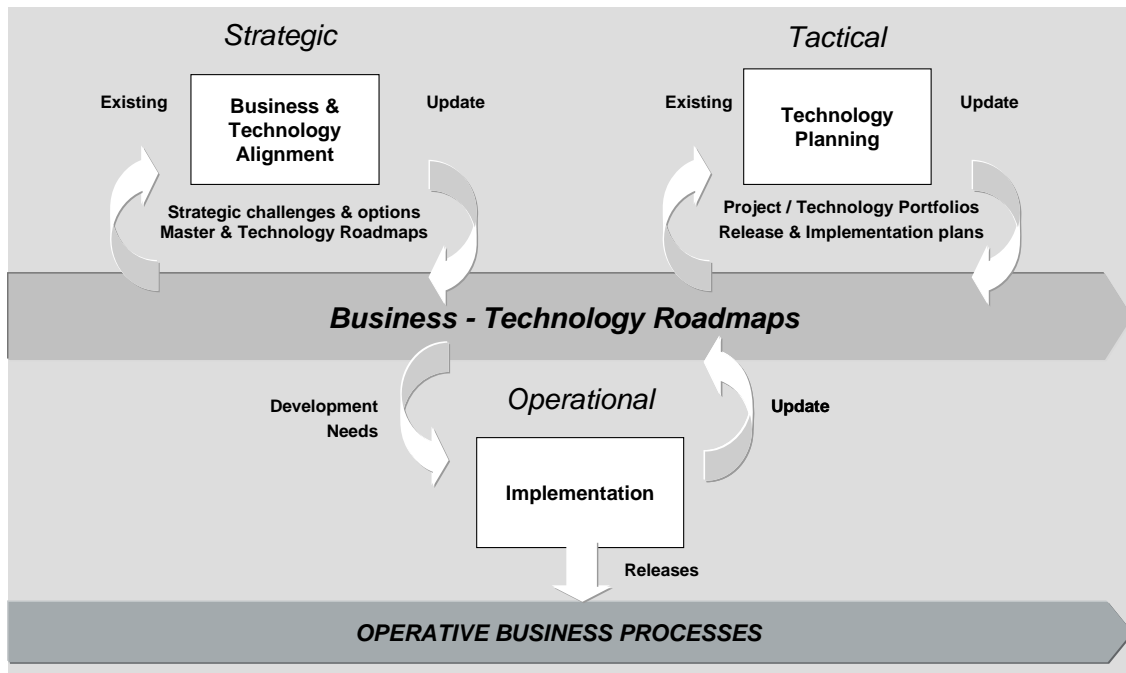 Strategic
Tactical
Existing
Business &
Technology
Alignment
Update
Existing
Technology
Planning
Update
Strategic challenges & options
Master & Technology Roadmaps
Project / Technology Portfolios
Release & Implementation plans
Business - Technology Roadmaps
Development
Needs
Operational
Update
Implementation
Releases
OPERATIVE BUSINESS PROCESSES